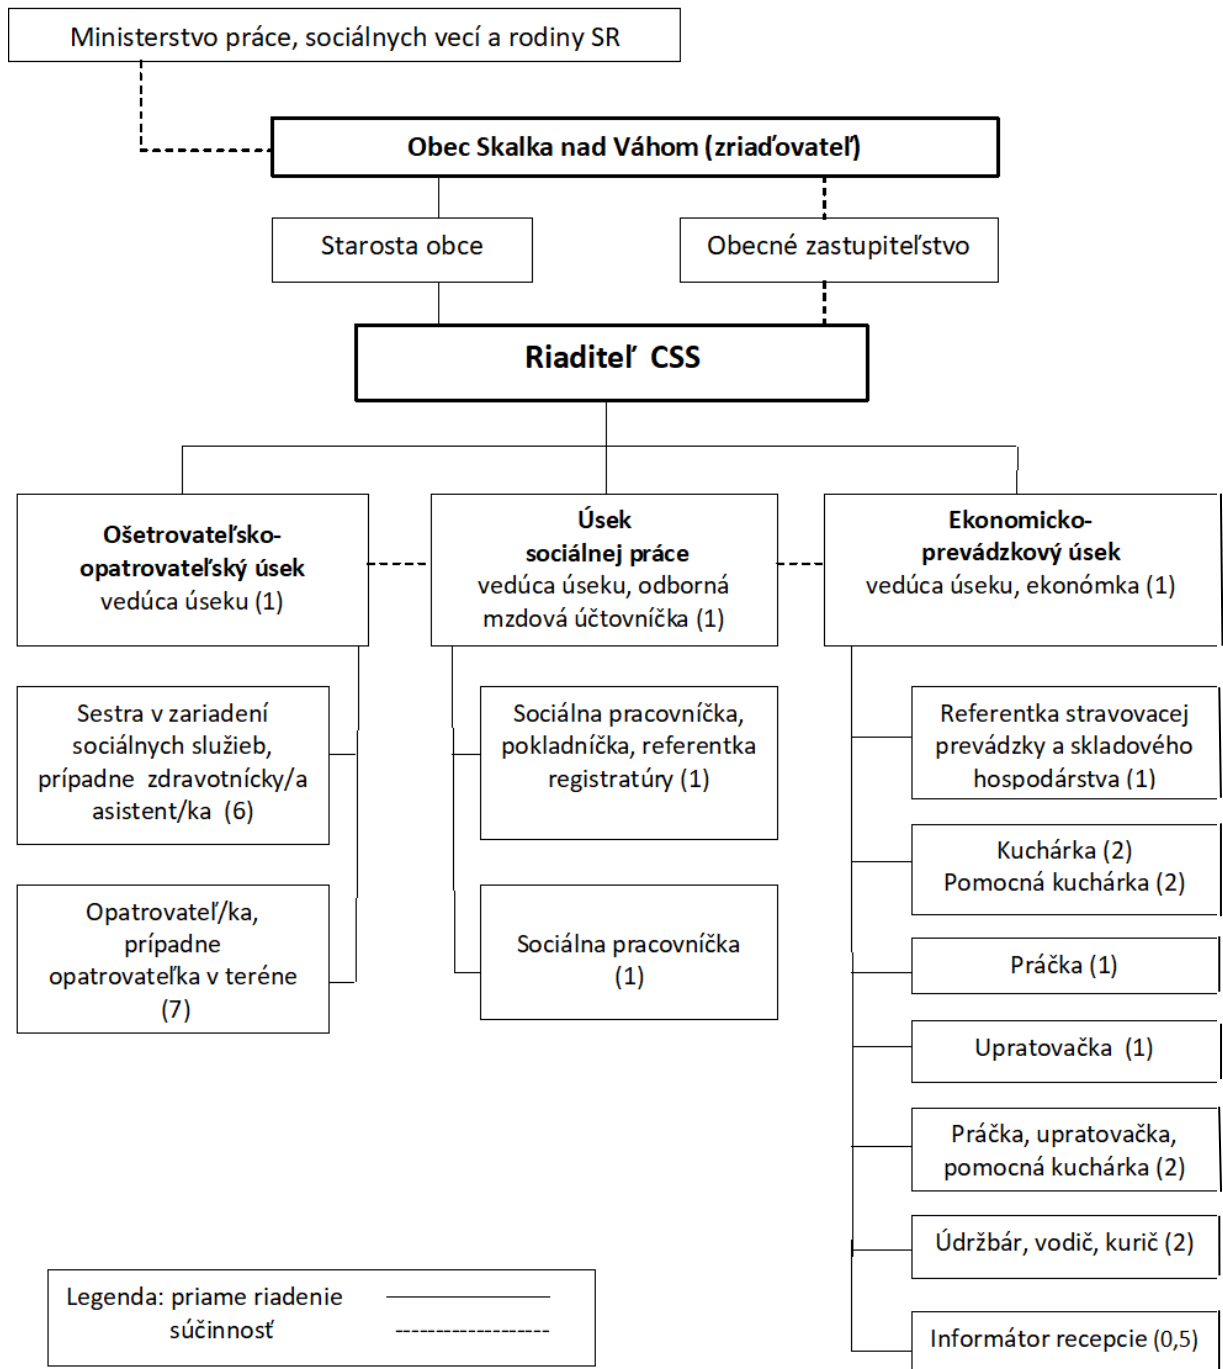 Ministerstvo práce, sociálnych vecí a rodiny SR
Obec Skalka nad Váhom (zriaďovateľ)
Starosta obce
Obecné zastupiteľstvo
Riaditeľ CSS
Ošetrovateľsko-
opatrovateľský úsek
vedúca úseku (1)
Úsek
sociálnej práce
vedúca úseku, odborná
mzdová účtovníčka (1)
Ekonomicko-
prevádzkový úsek
vedúca úseku, ekonómka (1)
Sestra v zariadení
sociálnych služieb,
prípadne zdravotnícky/a
asistent/ka (6)
Opatrovateľ/ka,
prípadne
opatrovateľka v teréne
(7)
Sociálna pracovníčka,
pokladníčka, referentka
registratúry (1)
Sociálna pracovníčka
(1)
Referentka stravovacej
prevádzky a skladového
hospodárstva (1)
Kuchárka (2)
Pomocná kuchárka (2)
Práčka (1)
Upratovačka (1)
Práčka, upratovačka,
pomocná kuchárka (2)
Údržbár, vodič, kurič (2)
Informátor recepcie (0,5)
Legenda: priame riadenie
súčinnosť